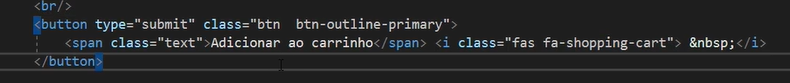 <br/>
<button type="submit" class="btn  btn-outline-primary">
<span class="text">Adicionar ao carrinho</span> <i class="fas fa-shopping-cart"> &nbsp;</i>
</button>